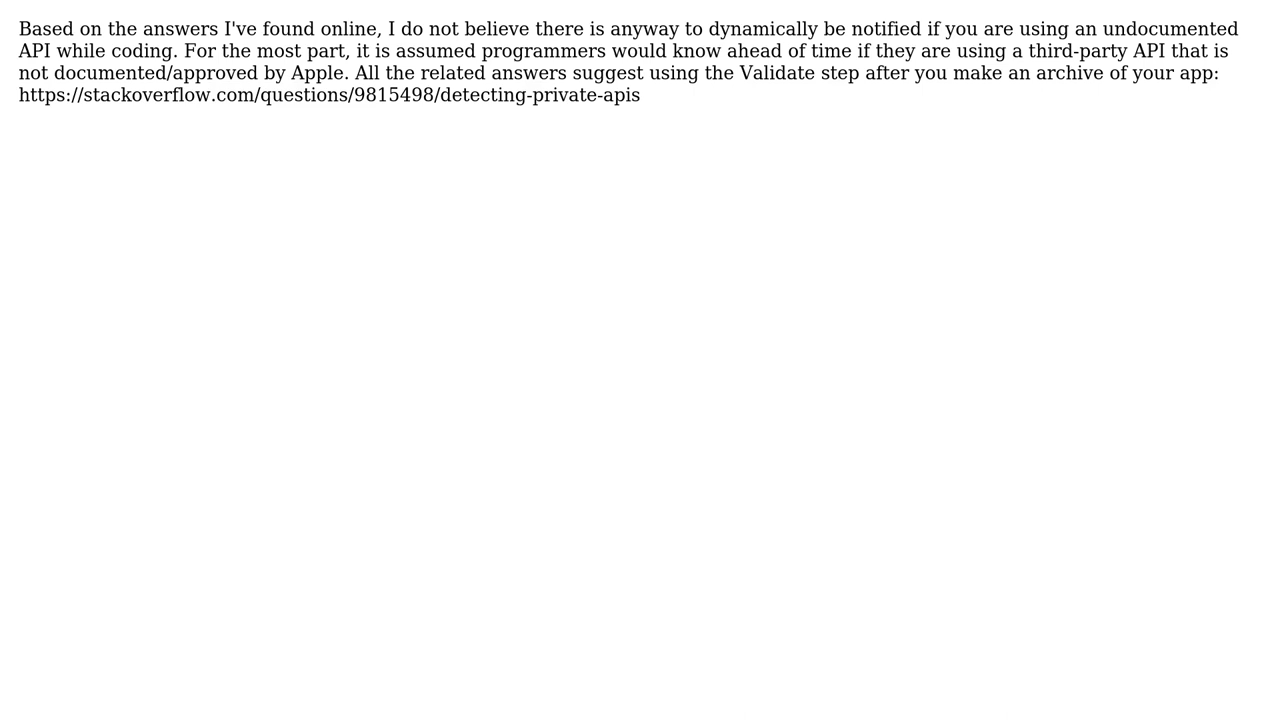 Based on the answers I've found online, I do not believe there is anyway to dynamically be notified if you are using an undocumented
API while coding. For the most part, it is assumed programmers would know ahead of time if they are using a third-party API that is
not documented/approved by Apple. All the related answers suggest using the Validate step after you make an archive of your app:
https://stackoverflow.com/questions/9815498/detecting-private-apis